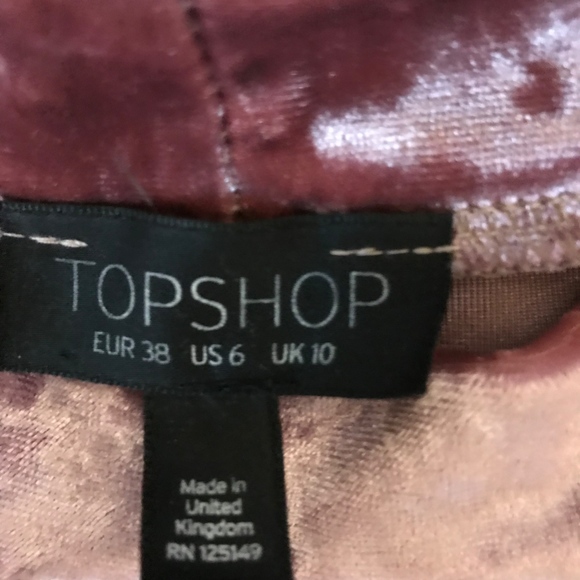 TOPSHOP
EUR 38 US 6 UK 10
Made in
United
Kingdom
RN 125149